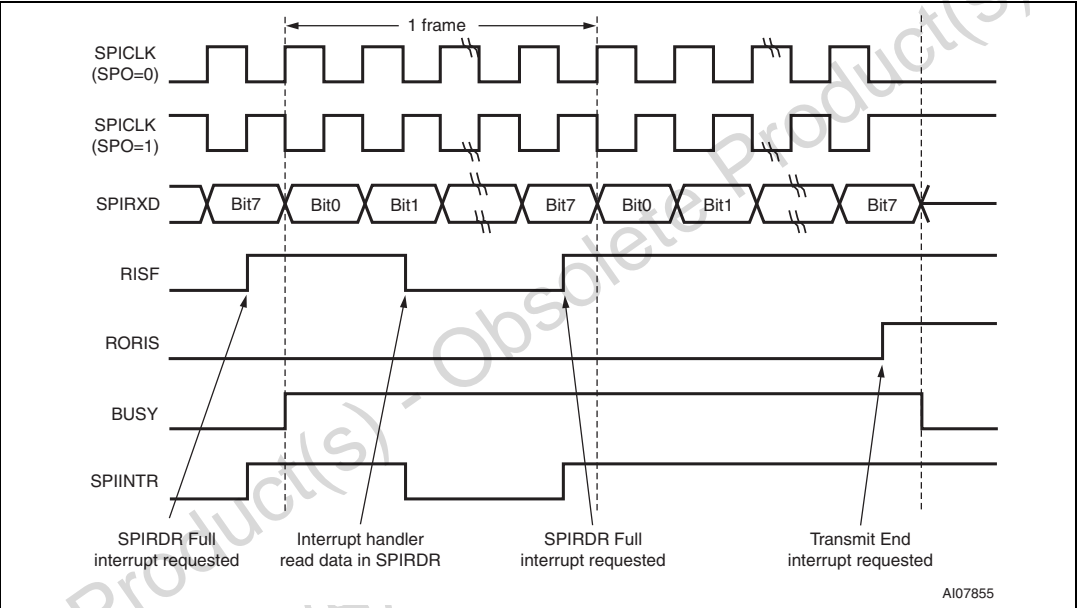 1 frame
SPICLK
(SPO=0)
SPICLK
(SPO=1)
SPIRXD
Bit7
Bit0
Bit1
Bit7
Bit0
Bit1
Bit7
RISF
RORIS
BUSY
SPIINTR
SPIRDR Full
interrupt requested
Interrupt handler
read data in SPIRDR
SPIRDR Full
interrupt requested
Transmit End
interrupt requested
AI07855
Product(s) - Obsolete Product(s)